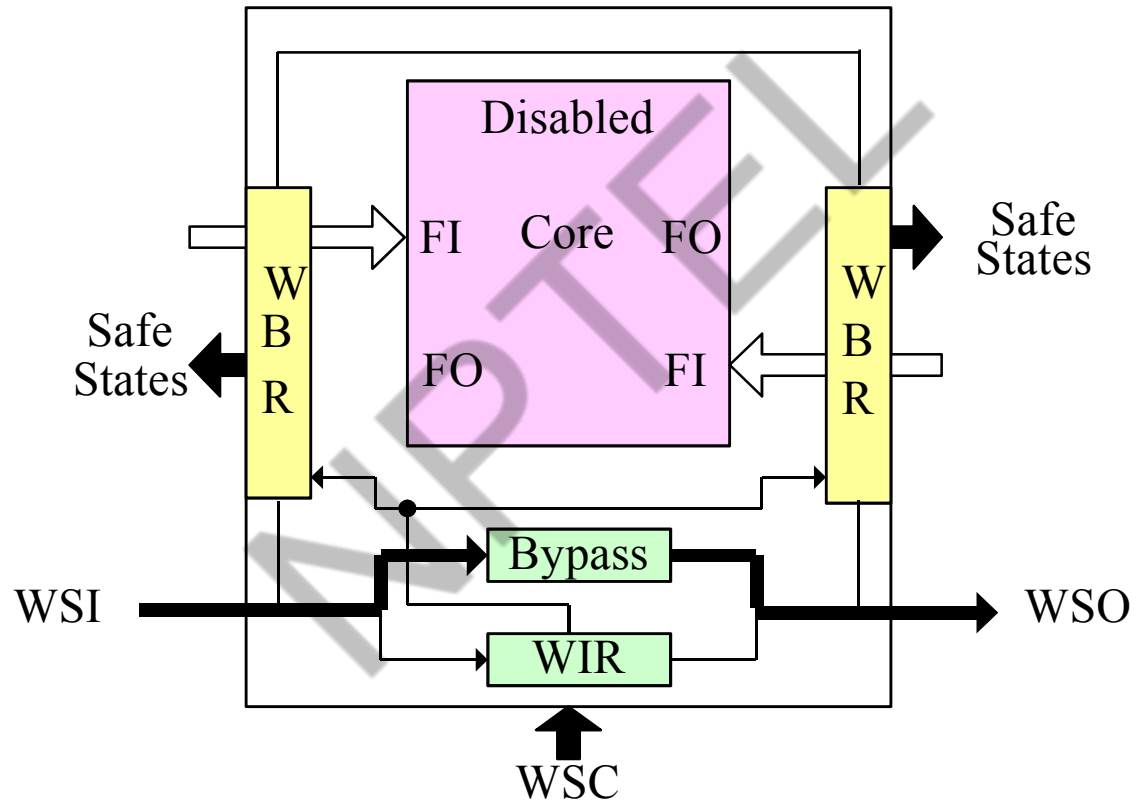 Disabled
Core
FI
FO
FO
FI
W
B
R
W
B
R
Safe
States
Safe
States
Bypass
WIR
WSI
WSO
WSC
NPTEL